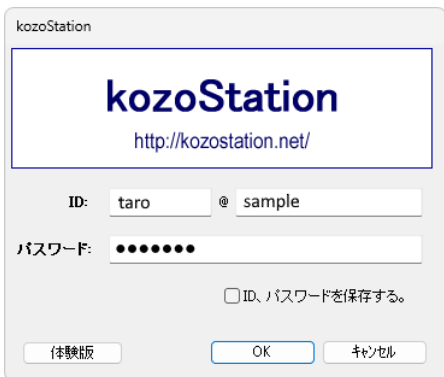 kozoStation
kozoStation
http://kozostation.net/
ID: taro @ sample
パスワード: ●●●●●●●
ID、パスワードを保存する。
体験版 OK キャンセル